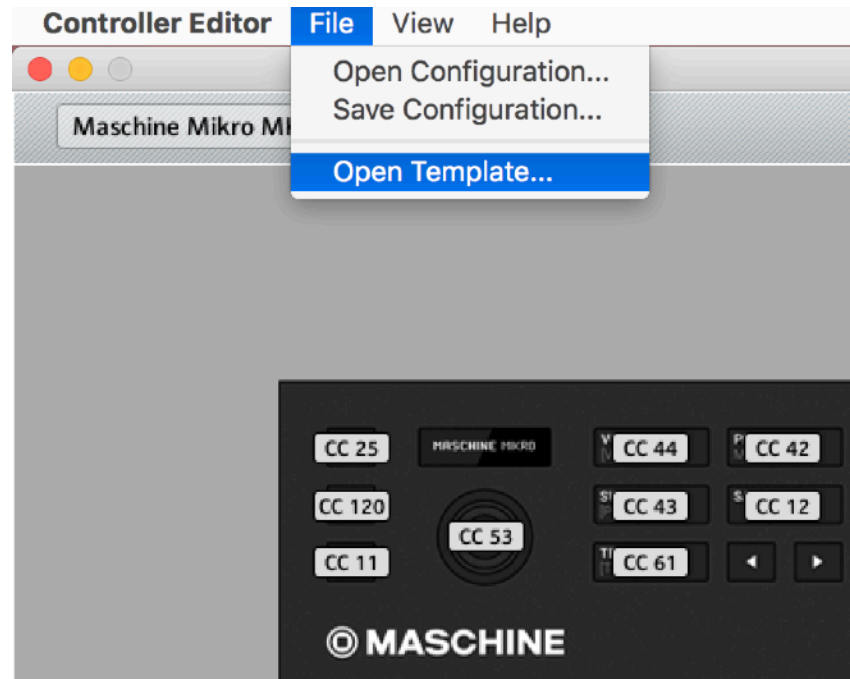 Controller Editor File View Help
Open Configuration...
Save Configuration...
Maschine Mikro
Open Template...
CC 25
MASCHINE MIKRO
CC 44
CC 42
CC 120
CC 43
CC 12
CC 53
CC 11
CC 61
MASCHINE